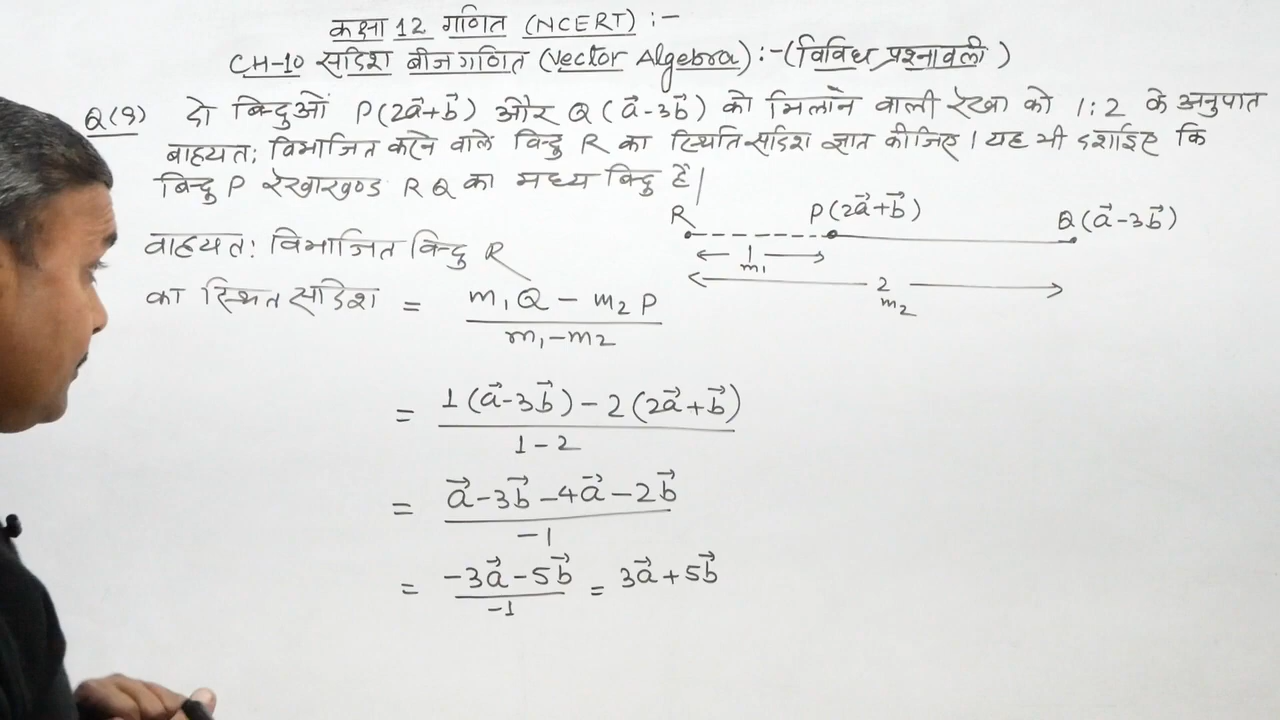 कक्षा 12 गणित (NCERT) :-
CH-10 सदिश बीजगणित (Vector Algebra) :- (विविध प्रश्नावली)
Q(9) दो बिन्दुओं P(2a⃗+b⃗) और Q(a⃗-3b⃗) को मिलाने वाली रेखा को 1:2 के अनुपात
बाह्यत: विभाजित करने वाले बिन्दु R का स्थिति सदिश ज्ञात कीजिए। यह भी दर्शाइए कि
बिन्दु P रेखाखण्ड RQ का मध्य बिन्दु है|
R P(2a⃗+b⃗) Q(a⃗-3b⃗)
1
m₁
2
m₂
बाह्यत: विभाजित बिन्दु R
का स्थित सदिश = (m₁Q - m₂P)/(m₁-m₂)
= (1(a⃗-3b⃗) - 2(2a⃗+b⃗))/(1-2)
= (a⃗-3b⃗-4a⃗-2b⃗)/(-1)
= (-3a⃗-5b⃗)/(-1) = 3a⃗+5b⃗